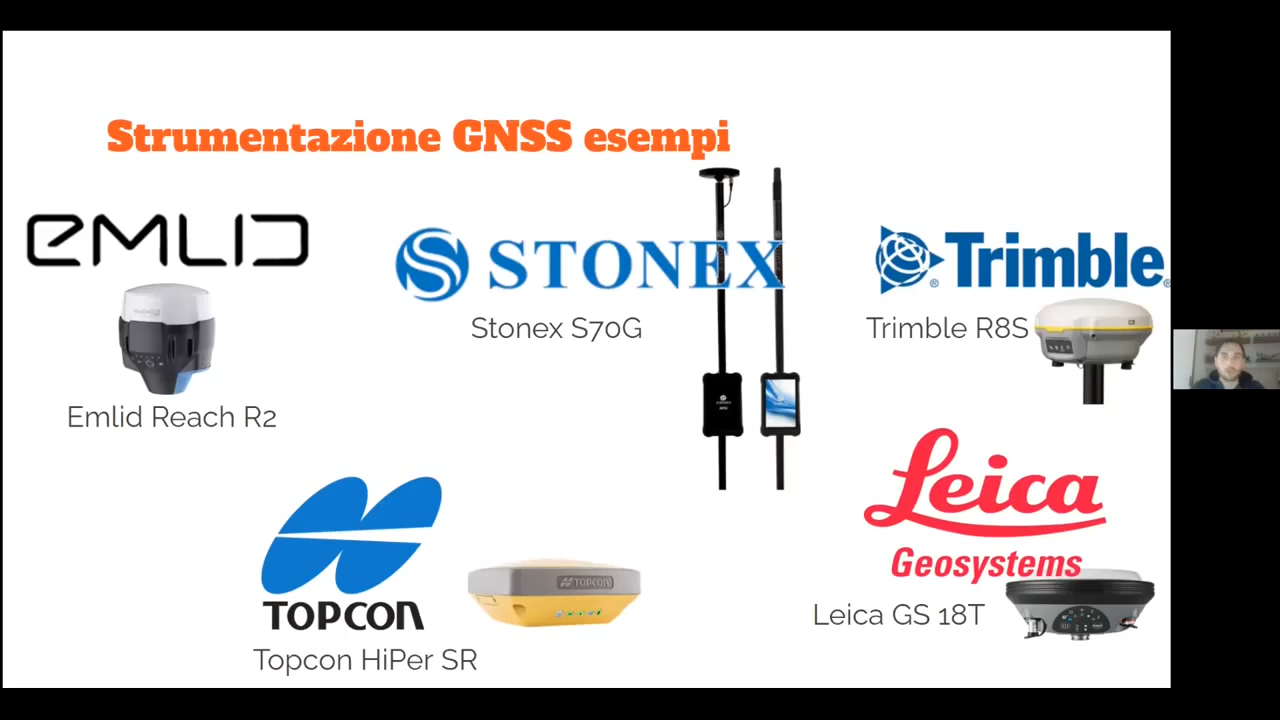 Strumentazione GNSS esempi
EMLID
STONEX
Trimble
Stonex S70G
Trimble R8S
Emlid Reach R2
Leica
Geosystems
TOPCON
TOPCON
Leica GS 18T
Topcon HiPer SR